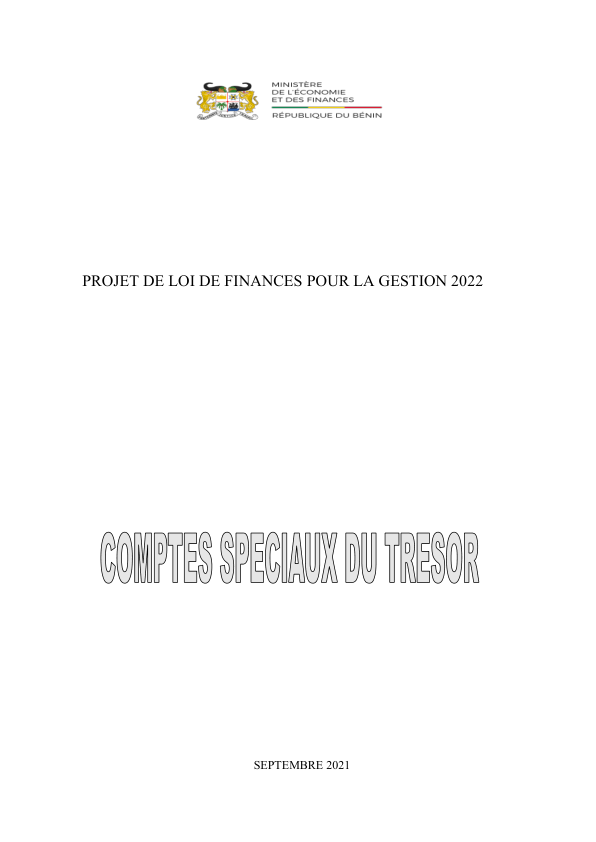 MINISTÈRE
DE L'ÉCONOMIE
ET DES FINANCES
RÉPUBLIQUE DU BÉNIN
PROJET DE LOI DE FINANCES POUR LA GESTION 2022
COMPTES SPECIAUX DU TRESOR
SEPTEMBRE 2021